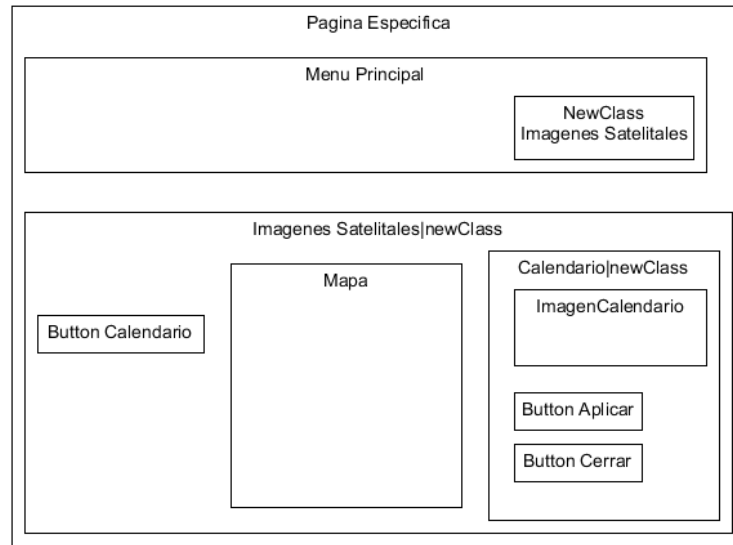 Pagina Especifica
Menu Principal
NewClass
Imagenes Satelitales
Imagenes Satelitales|newClass
Button Calendario
Mapa
Calendario|newClass
ImagenCalendario
Button Aplicar
Button Cerrar